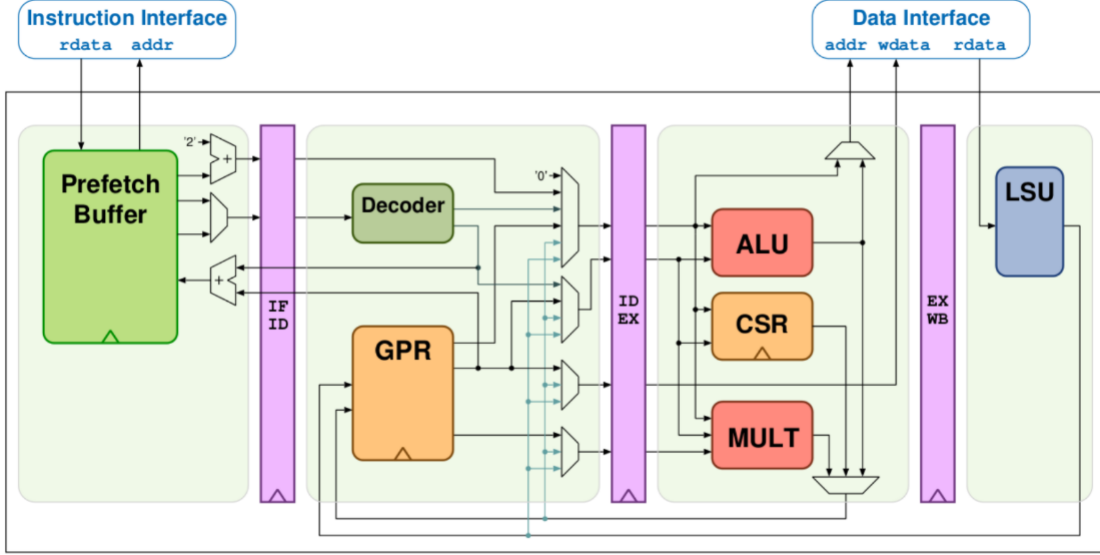 Instruction Interface
rdata addr
Data Interface
addr wdata rdata
'2'
+
Prefetch
Buffer
+
IF
ID
Decoder
GPR
'0'
ID
EX
ALU
CSR
MULT
EX
WB
LSU